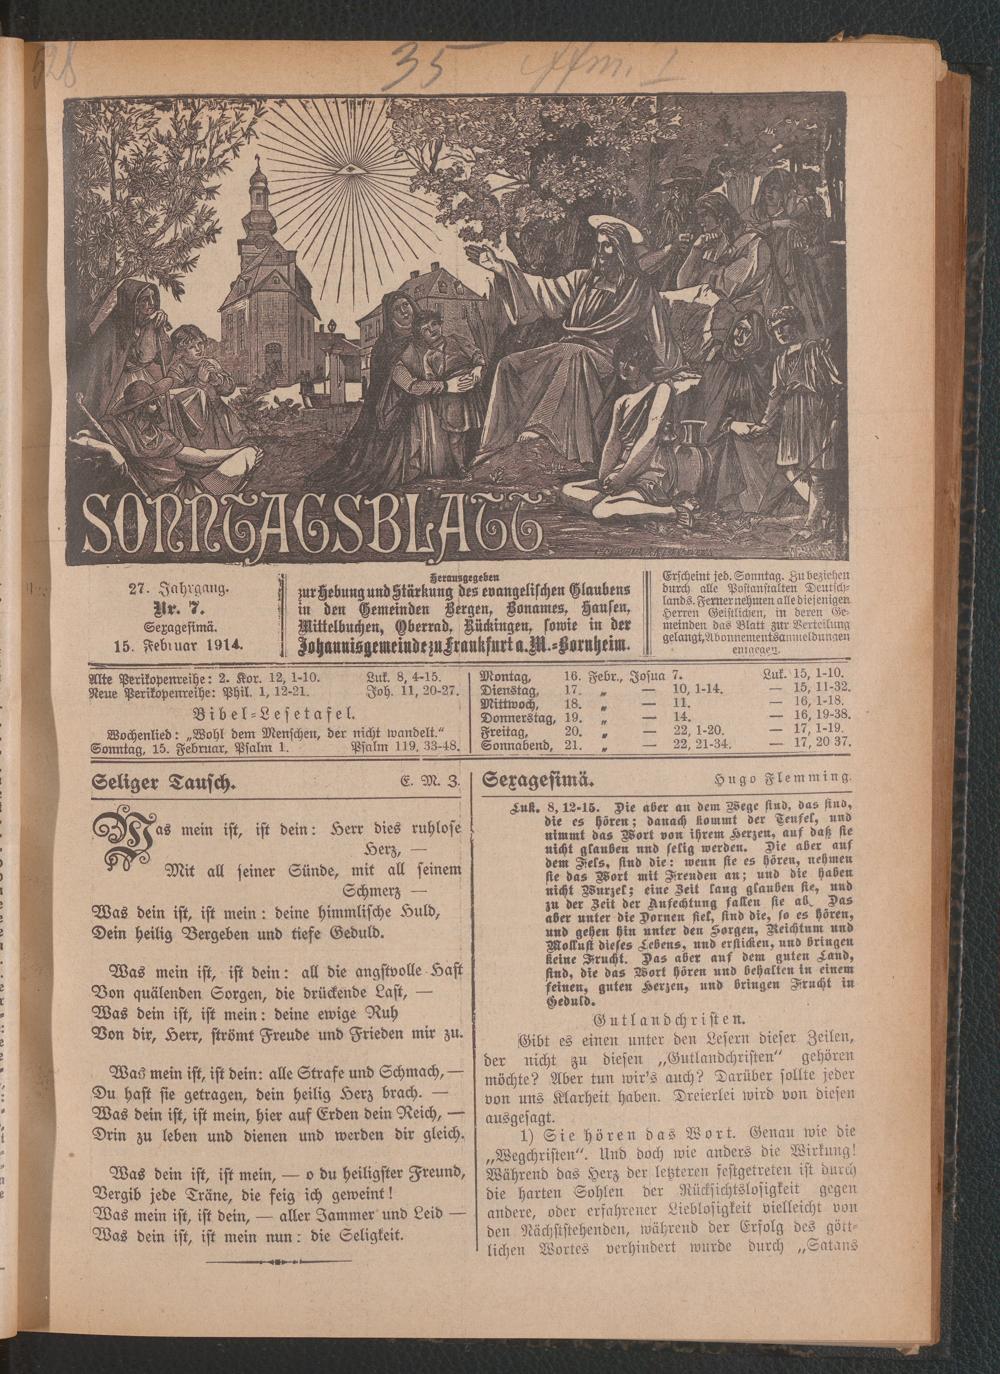 528
35
SONNTAGSBLATT
27. Jahrgang.
Nr. 7.
Sexagesimä.
15. Februar 1914.
Herausgegeben
zur Hebung und Stärkung des evangelischen Glaubens
in den Gemeinden Bergen, Bonames, Hausen,
Mittelbuchen, Oberrad, Rückingen, sowie in der
Johannisgemeinde zu Frankfurt a. M.-Bornheim.
Erscheint jed. Sonntag. Zu beziehen
durch alle Postanstalten Deutsch-
lands. Ferner nehmen alle diejenigen
Herren Geistlichen, in deren Ge-
meinden das Blatt zur Verteilung
gelangt, Abonnementsanmeldungen
entgegen.
Alte Perikopenreihe: 2. Kor. 12, 1-10. Luk. 8, 4-15.
Neue Perikopenreihe: Phil. 1, 12-21. Joh. 11, 20-27.
Bibel-Lesetafel.
Wochenlied: „Wohl dem Menschen, der nicht wandelt.“
Sonntag, 15. Februar, Psalm 1. Psalm 119, 33-48.
Montag, 16. Febr., Josua 7. Luk. 15, 1-10.
Dienstag, 17. „ — 10, 1-14. — 15, 11-32.
Mittwoch, 18. „ — 11. — 16, 1-18.
Donnerstag, 19. „ — 14. — 16, 19-38.
Freitag, 20. „ — 22, 1-20. — 17, 1-19.
Sonnabend, 21. „ — 22, 21-34. — 17, 20 37.
Seliger Tausch. E. M. Z.
Was mein ist, ist dein: Herr dies ruhlose
Herz, —
Mit all seiner Sünde, mit all seinem
Schmerz —
Was dein ist, ist mein: deine himmlische Huld,
Dein heilig Vergeben und tiefe Geduld.
Was mein ist, ist dein: all die angstvolle Hast
Von quälenden Sorgen, die drückende Last, —
Was dein ist, ist mein: deine ewige Ruh
Von dir, Herr, strömt Freude und Frieden mir zu.
Was mein ist, ist dein: alle Strafe und Schmach, —
Du hast sie getragen, dein heilig Herz brach. —
Was dein ist, ist mein, hier auf Erden dein Reich, —
Drin zu leben und dienen und werden dir gleich.
Was dein ist, ist mein, — o du heiligster Freund,
Vergib jede Träne, die feig ich geweint!
Was mein ist, ist dein, — aller Jammer und Leid —
Was dein ist, ist mein nun: die Seligkeit.
Sexagesimä. Hugo Flemming.
Luk. 8, 12-15. Die aber an dem Wege sind, das sind,
die es hören; danach kommt der Teufel, und
nimmt das Wort von ihrem Herzen, auf daß sie
nicht glauben und selig werden. Die aber auf
dem Fels, sind die: wenn sie es hören, nehmen
sie das Wort mit Freuden an; und die haben
nicht Wurzel; eine Zeit lang glauben sie, und
zu der Zeit der Anfechtung fallen sie ab. Das
aber unter die Dornen fiel, sind die, so es hören,
und gehen hin unter den Sorgen, Reichtum und
Wollust dieses Lebens, und ersticken, und bringen
keine Frucht. Das aber auf dem guten Land,
sind, die das Wort hören und behalten in einem
feinen, guten Herzen, und bringen Frucht in
Geduld.
Gutlandchristen.
Gibt es einen unter den Lesern dieser Zeilen,
der nicht zu diesen „Gutlandchristen“ gehören
möchte? Aber tun wir's auch? Darüber sollte jeder
von uns Klarheit haben. Dreierlei wird von diesen
ausgesagt.
1) Sie hören das Wort. Genau wie die
„Wegchristen“. Und doch wie anders die Wirkung!
Während das Herz der letzteren festgetreten ist durch
die harten Sohlen der Rücksichtslosigkeit gegen
andere, oder erfahrener Lieblosigkeit vielleicht von
den Nächststehenden, während der Erfolg des gött-
lichen Wortes verhindert wurde durch „Satans